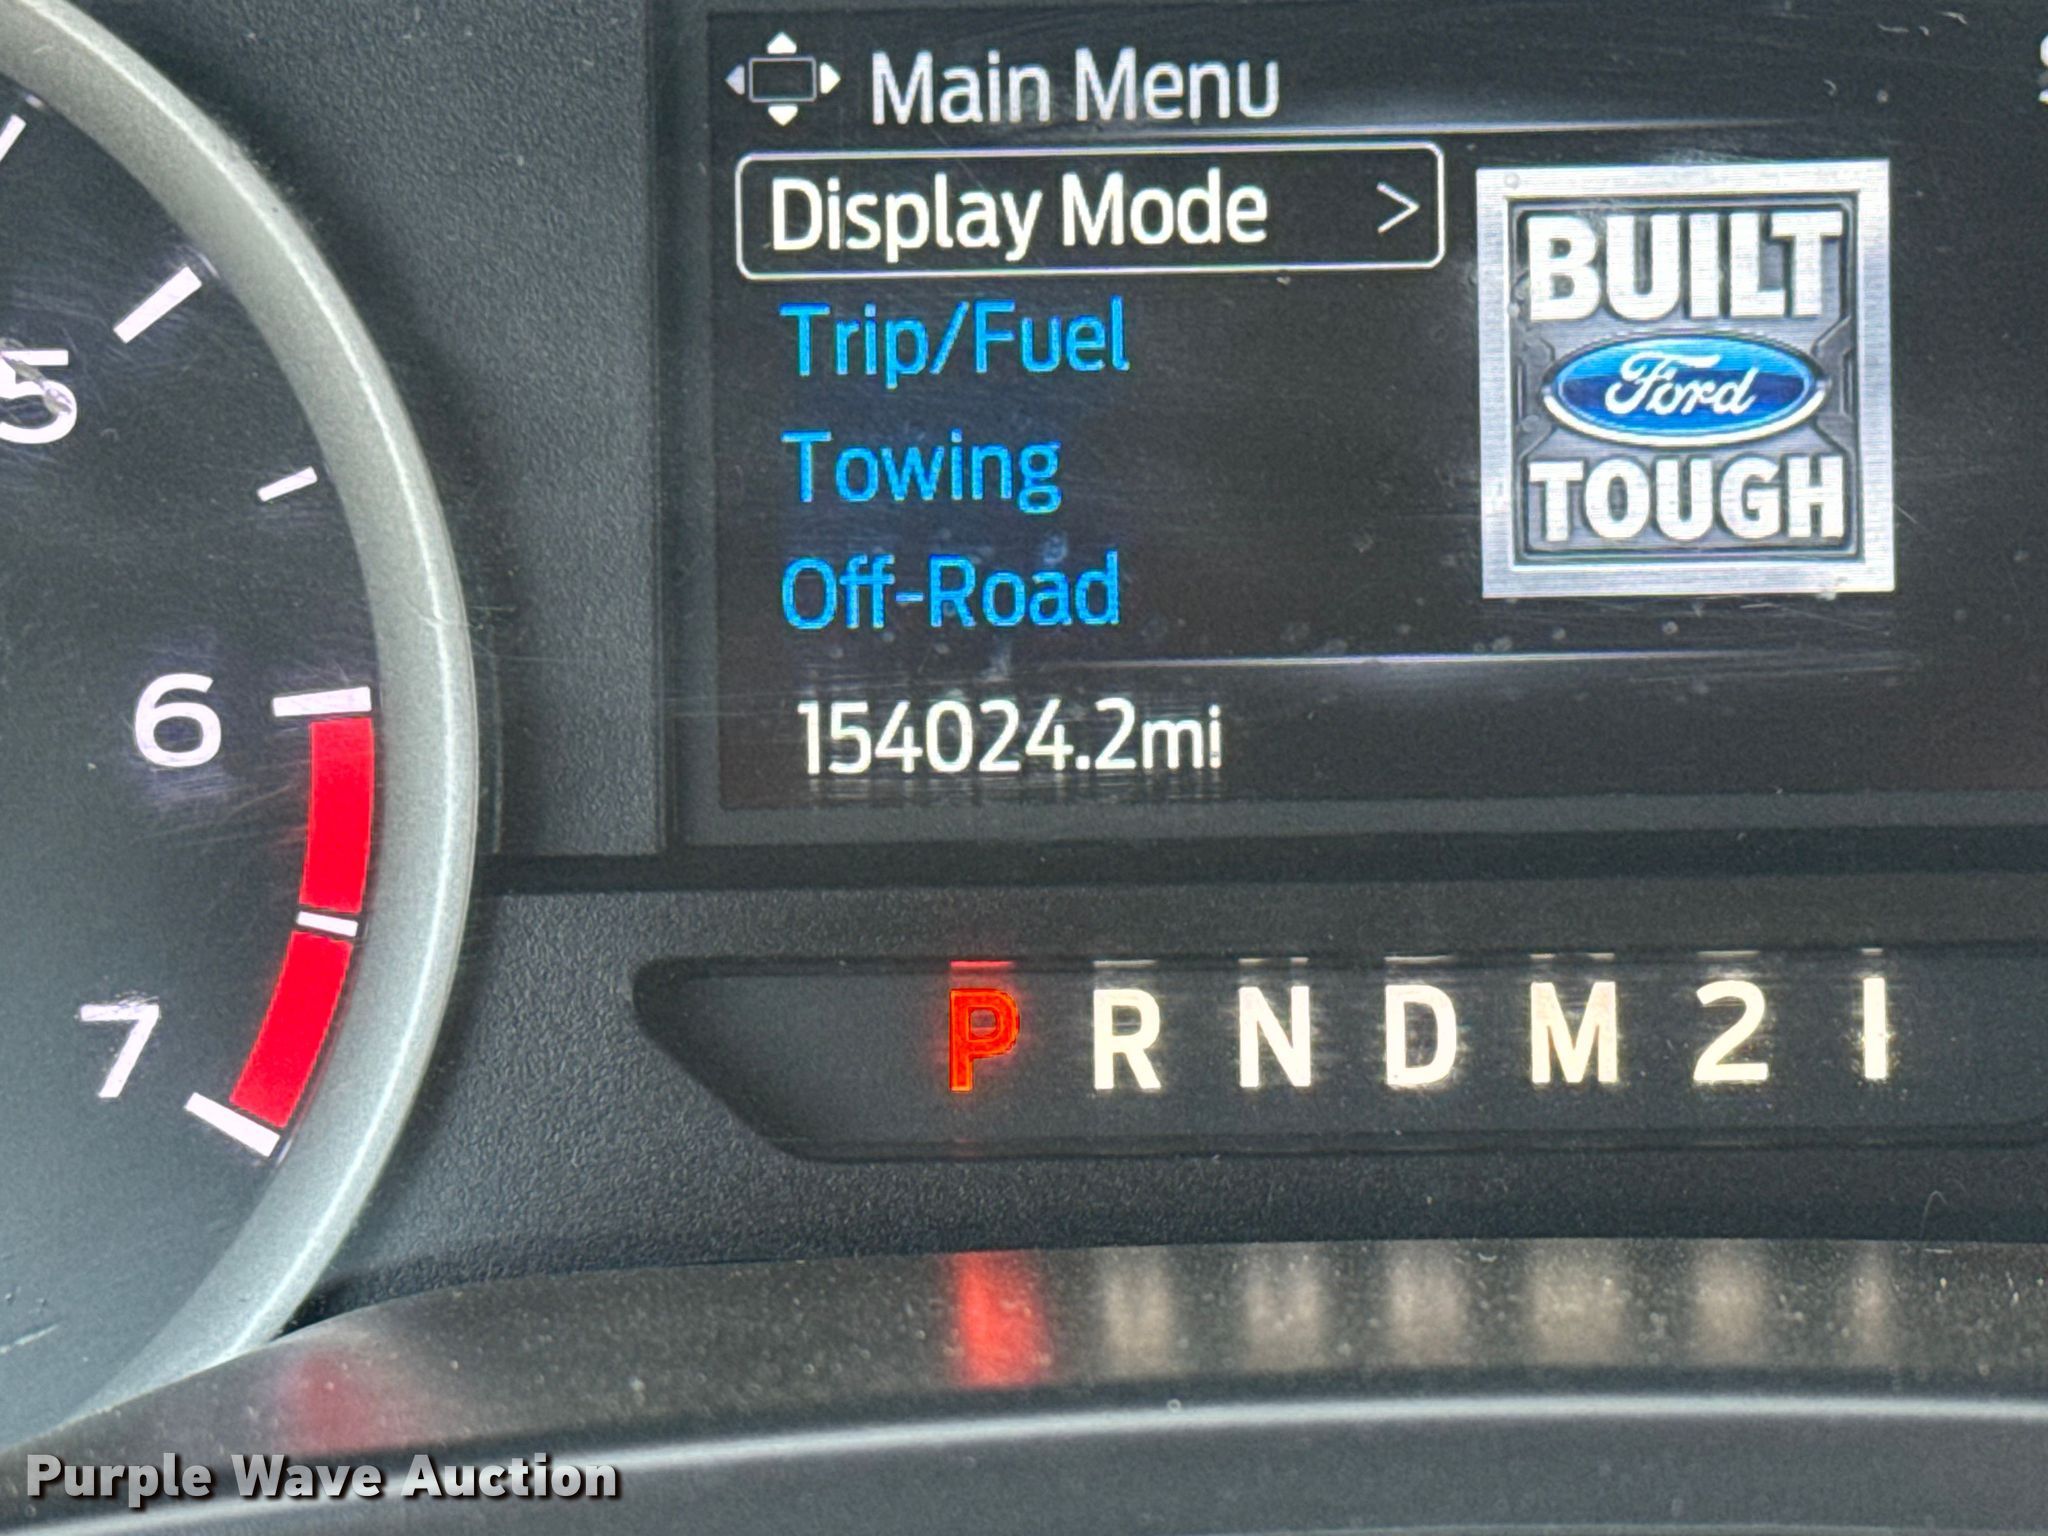 Main Menu
Display Mode >
Trip/Fuel
Towing
Off-Road
154024.2mi
BUILT
Ford
TOUGH
5
6
7
P R N D M 2 1
Purple Wave Auction